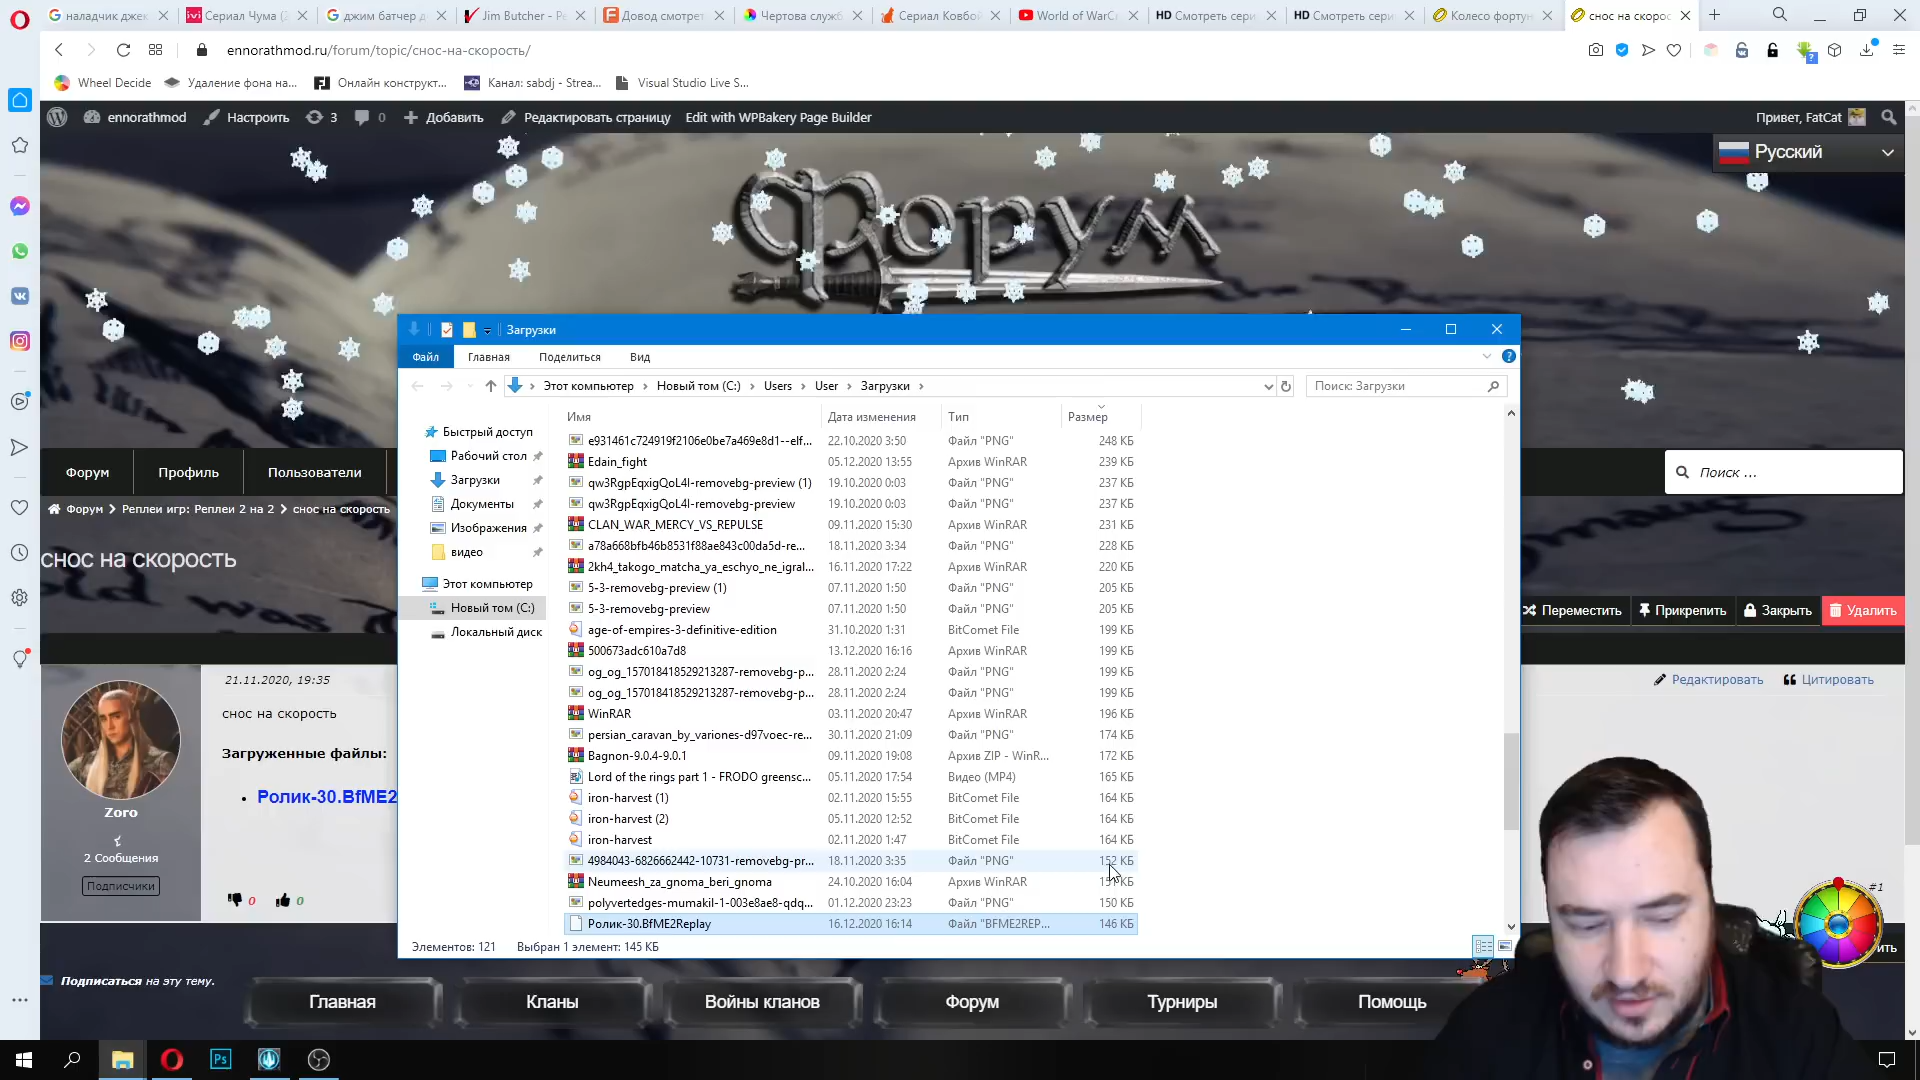 наладчик джек
Сериал Чума (2
джим батчер д
Jim Butcher - Ре
Довод смотрет
Чертова служб
Сериал Ковбо
World of WarCr
HD Смотреть сери
HD Смотреть сери
Колесо фортун
снос на скорос
ennorathmod.ru/forum/topic/снос-на-скорость/
Wheel Decide
Удаление фона на...
Онлайн конструкт...
Канал: sabdj - Strea...
Visual Studio Live S...
ennorathmod
Настроить
3
0
Добавить
Редактировать страницу
Edit with WPBakery Page Builder
Привет, FatCat
Русский
Форум
Загрузки
Файл
Главная
Поделиться
Вид
Этот компьютер
Новый том (C:)
Users
User
Загрузки
Поиск: Загрузки
Имя
Дата изменения
Тип
Размер
Быстрый доступ
Рабочий стол
Загрузки
Документы
Изображения
видео
Этот компьютер
Новый том (C:)
Локальный диск
e931461c724919f2106e0be7a469e8d1--elf... 22.10.2020 3:50 Файл "PNG" 248 КБ
Edain_fight 05.12.2020 13:55 Архив WinRAR 239 КБ
qw3RgpEqxigQoL4I-removebg-preview (1) 19.10.2020 0:03 Файл "PNG" 237 КБ
qw3RgpEqxigQoL4I-removebg-preview 19.10.2020 0:03 Файл "PNG" 237 КБ
CLAN_WAR_MERCY_VS_REPULSE 09.11.2020 15:30 Архив WinRAR 231 КБ
a78a668bfb46b8531f88ae843c00da5d-re... 18.11.2020 3:34 Файл "PNG" 228 КБ
2kh4_takogo_matcha_ya_eschyo_ne_igral... 16.11.2020 17:22 Архив WinRAR 220 КБ
5-3-removebg-preview (1) 07.11.2020 1:50 Файл "PNG" 205 КБ
5-3-removebg-preview 07.11.2020 1:50 Файл "PNG" 205 КБ
age-of-empires-3-definitive-edition 31.10.2020 1:31 BitComet File 199 КБ
500673adc610a7d8 13.12.2020 16:16 Архив WinRAR 199 КБ
og_og_157018418529213287-removebg-p... 28.11.2020 2:24 Файл "PNG" 199 КБ
og_og_157018418529213287-removebg-p... 28.11.2020 2:24 Файл "PNG" 199 КБ
WinRAR 03.11.2020 20:47 Архив WinRAR 196 КБ
persian_caravan_by_variones-d97voec-re... 30.11.2020 21:09 Файл "PNG" 174 КБ
Bagnon-9.0.4-9.0.1 09.11.2020 19:08 Архив ZIP - WinR... 172 КБ
Lord of the rings part 1 - FRODO greensc... 05.11.2020 17:54 Видео (MP4) 165 КБ
iron-harvest (1) 02.11.2020 15:55 BitComet File 164 КБ
iron-harvest (2) 05.11.2020 12:52 BitComet File 164 КБ
iron-harvest 02.11.2020 1:47 BitComet File 164 КБ
4984043-6826662442-10731-removebg-pr... 18.11.2020 3:35 Файл "PNG" 152 КБ
Neumeesh_za_gnoma_beri_gnoma 24.10.2020 16:04 Архив WinRAR 151 КБ
polyvertedges-mumakil-1-003e8ae8-qdq... 01.12.2020 23:23 Файл "PNG" 150 КБ
Ролик-30.BfME2Replay 16.12.2020 16:14 Файл "BFME2REP... 146 КБ
Элементов: 121
Выбран 1 элемент: 145 КБ
Форум
Профиль
Пользователи
Поиск ...
Форум
Реплеи игр: Реплеи 2 на 2
снос на скорость
снос на скорость
Переместить
Прикрепить
Закрыть
Удалить
21.11.2020, 19:35
Редактировать
Цитировать
снос на скорость
Загруженные файлы:
Ролик-30.BfME2
Zoro
2 Сообщения
Подписчики
0
0
#1
ить
Подписаться на эту тему.
Главная
Кланы
Войны кланов
Форум
Турниры
Помощь
Ps